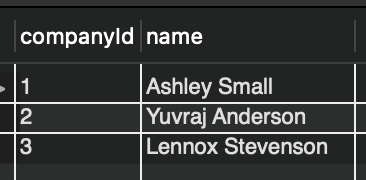 companyId name
1 Ashley Small
2 Yuvraj Anderson
3 Lennox Stevenson